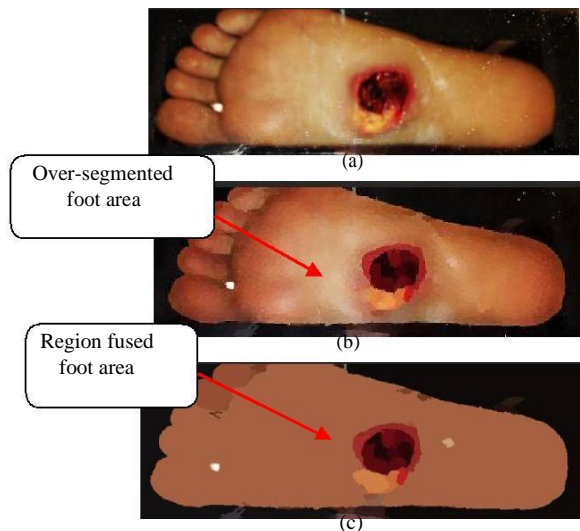 (a)
Over-segmented
foot area
(b)
Region fused
foot area
(c)